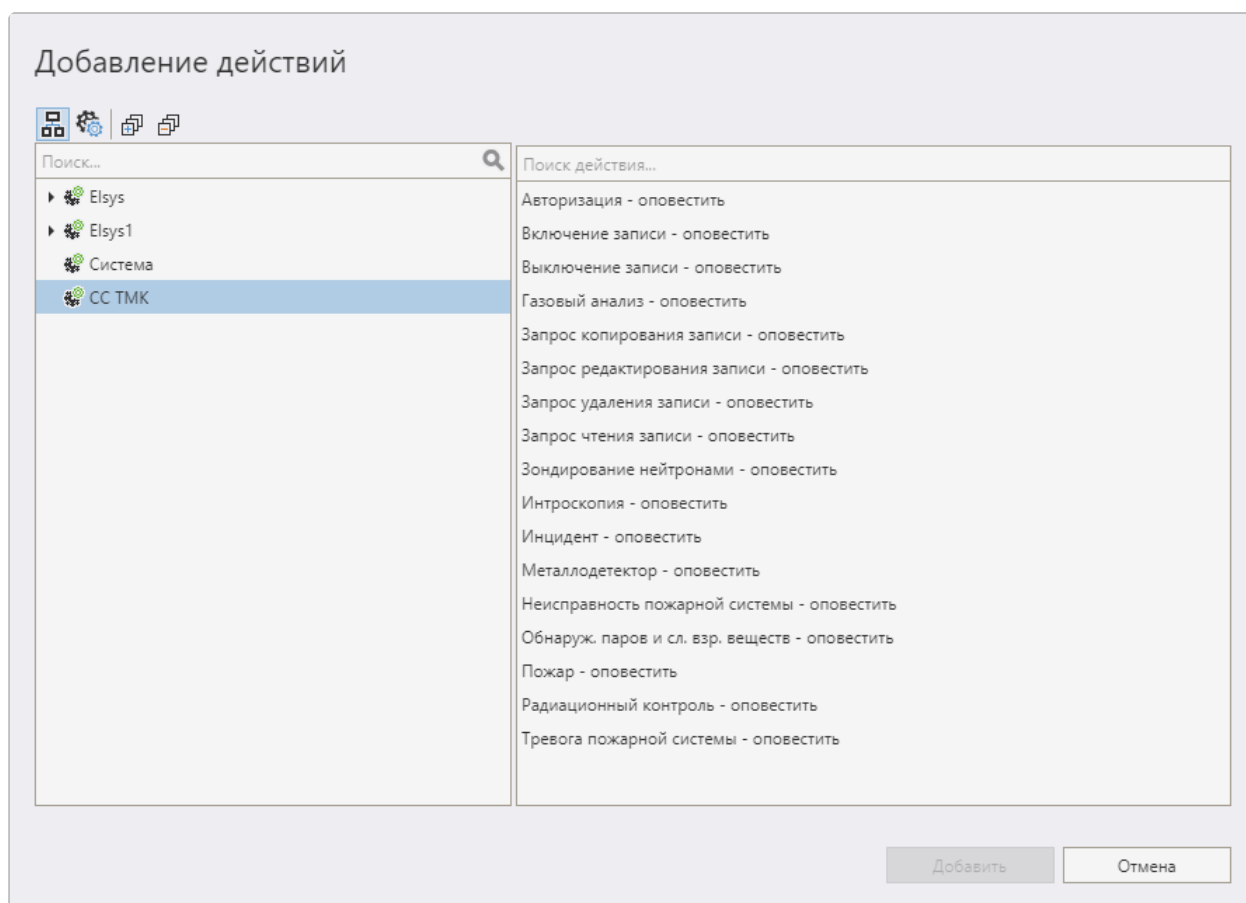 Добавление действий
Поиск...
Elsys
Elsys1
Система
СС ТМК
Поиск действия...
Авторизация - оповестить
Включение записи - оповестить
Выключение записи - оповестить
Газовый анализ - оповестить
Запрос копирования записи - оповестить
Запрос редактирования записи - оповестить
Запрос удаления записи - оповестить
Запрос чтения записи - оповестить
Зондирование нейтронами - оповестить
Интроскопия - оповестить
Инцидент - оповестить
Металлодетектор - оповестить
Неисправность пожарной системы - оповестить
Обнаруж. паров и сл. взр. веществ - оповестить
Пожар - оповестить
Радиационный контроль - оповестить
Тревога пожарной системы - оповестить
Добавить
Отмена